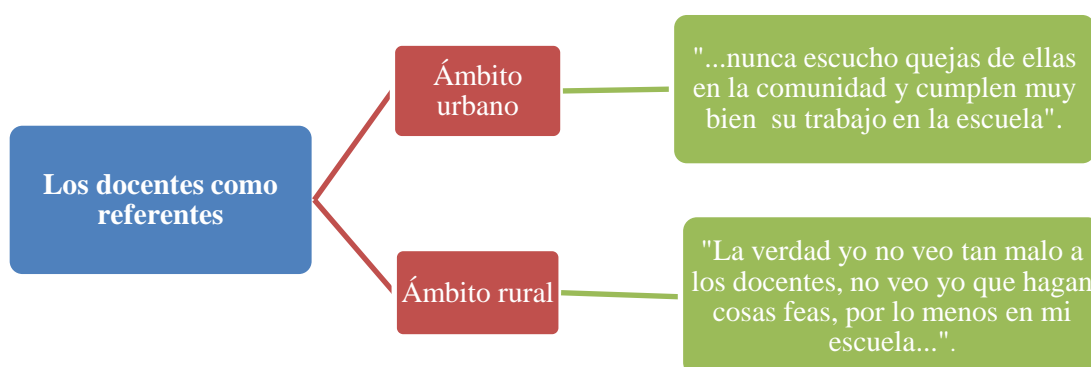 Los docentes como
referentes
Ámbito
urbano
"...nunca escucho quejas de ellas
en la comunidad y cumplen muy
bien su trabajo en la escuela".
Ámbito rural
"La verdad yo no veo tan malo a
los docentes, no veo yo que hagan
cosas feas, por lo menos en mi
escuela...".